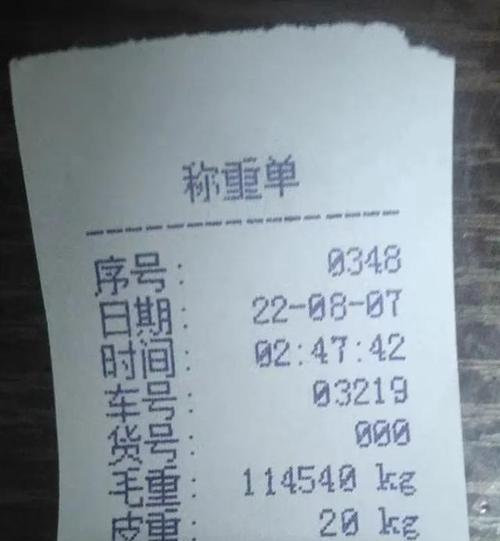 称重单
序号: 0348
日期: 22-08-07
时间: 02:47:42
车号: 03219
货号: 000
毛重: 114540 kg
皮重: 20 kg